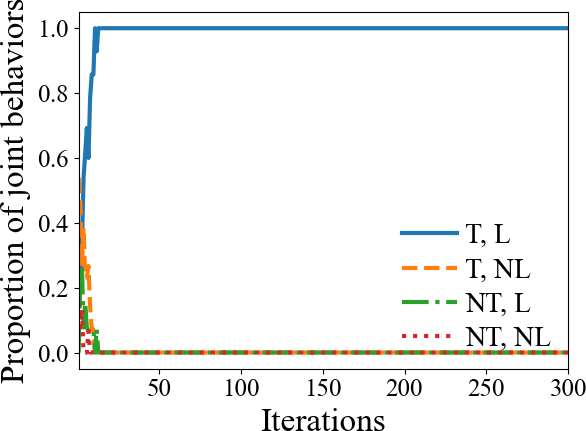 Proportion of joint behaviors
1.0
0.8
0.6
0.4
0.2
0.0
T, L
T, NL
NT, L
NT, NL
50 100 150 200 250 300
Iterations